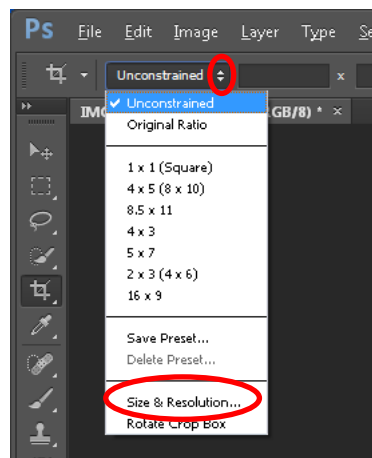 Ps File Edit Image Layer Type Se
Unconstrained x
IMG GB/8) * ×
Unconstrained
Original Ratio
1 x 1 (Square)
4 x 5 (8 x 10)
8.5 x 11
4 x 3
5 x 7
2 x 3 (4 x 6)
16 x 9
Save Preset...
Delete Preset...
Size & Resolution...
Rotate Crop Box